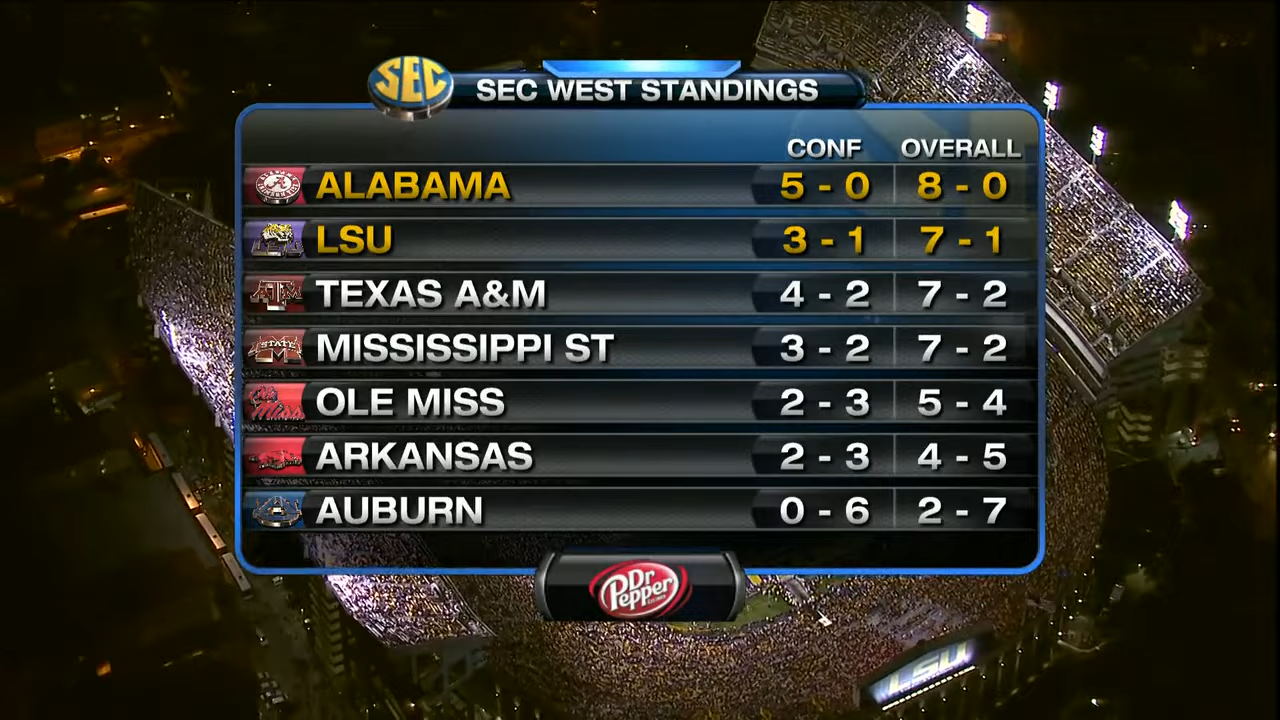 SEC
SEC WEST STANDINGS
CONF OVERALL
ALABAMA 5 - 0 8 - 0
LSU 3 - 1 7 - 1
TEXAS A&M 4 - 2 7 - 2
MISSISSIPPI ST 3 - 2 7 - 2
OLE MISS 2 - 3 5 - 4
ARKANSAS 2 - 3 4 - 5
AUBURN 0 - 6 2 - 7
Dr
Pepper
LSU